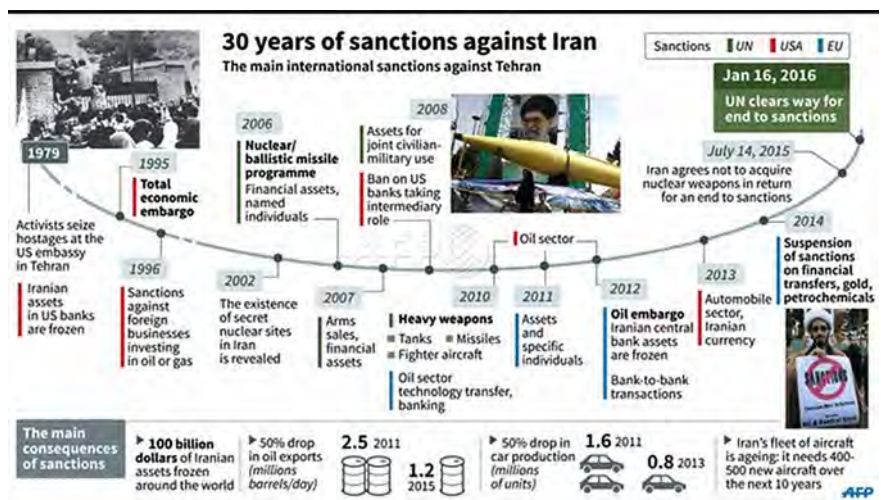 30 years of sanctions against Iran
The main international sanctions against Tehran
Sanctions UN USA EU
1979
Activists seize
hostages at the
US embassy
in Tehran
Iranian
assets
in US banks
are frozen
1995
Total
economic
embargo
1996
Sanctions
against
foreign
businesses
investing
in oil or gas
2002
The existence
of secret
nuclear sites
in Iran
is revealed
2006
Nuclear/
ballistic missile
programme
Financial assets,
named
individuals
2007
Arms
sales,
financial
assets
2008
Assets for
joint civilian-
military use
Ban on US
banks taking
intermediary
role
2010
Heavy weapons
Tanks Missiles
Fighter aircraft
Oil sector
technology transfer,
banking
Oil sector
2011
Assets
and
specific
individuals
2012
Oil embargo
Iranian central
bank assets
are frozen
Bank-to-bank
transactions
2013
Automobile
sector,
Iranian
currency
2014
Suspension
of sanctions
on financial
transfers, gold,
petrochemicals
July 14, 2015
Iran agrees not to acquire
nuclear weapons in return
for an end to sanctions
Jan 16, 2016
UN clears way for
end to sanctions
SANCTIONS
The main
consequences
of sanctions
100 billion
dollars of Iranian
assets frozen
around the world
50% drop
in oil exports
(millions
barrels/day)
2.5 2011
1.2
2015
50% drop in
car production
(millions
of units)
1.6 2011
0.8 2013
Iran's fleet of aircraft
is ageing: it needs 400-
500 new aircraft over
the next 10 years
AFP